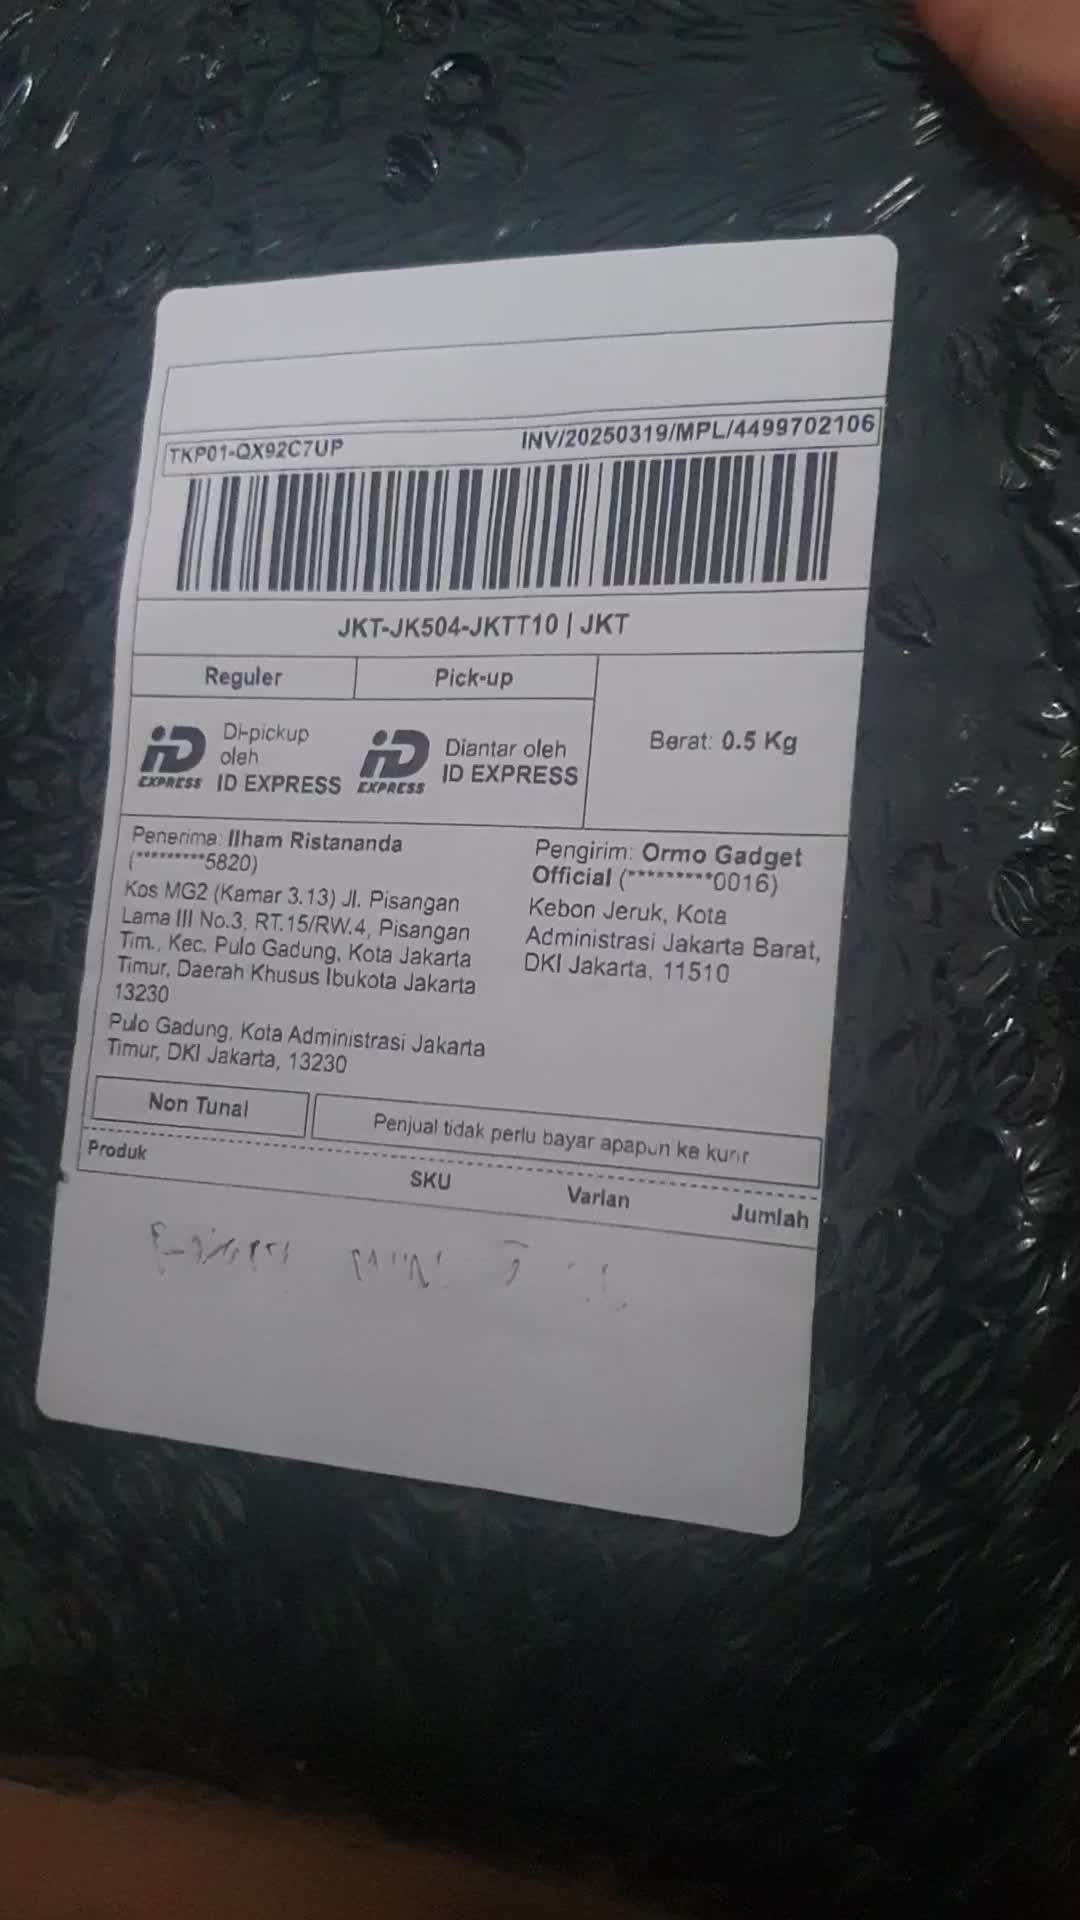 TKP01-QX92C7UP
INV/20250319/MPL/4499702106
JKT-JK504-JKTT10 | JKT
Reguler
Pick-up
Berat: 0.5 Kg
iD EXPRESS
Di-pickup
oleh
ID EXPRESS
iD EXPRESS
Diantar oleh
ID EXPRESS
Penerima: Ilham Ristananda
(*********5820)
Kos MG2 (Kamar 3.13) Jl. Pisangan
Lama III No.3, RT.15/RW.4, Pisangan
Tim., Kec. Pulo Gadung, Kota Jakarta
Timur, Daerah Khusus Ibukota Jakarta
13230
Pulo Gadung, Kota Administrasi Jakarta
Timur, DKI Jakarta, 13230
Pengirim: Ormo Gadget
Official (*********0016)
Kebon Jeruk, Kota
Administrasi Jakarta Barat,
DKI Jakarta, 11510
Non Tunai
Penjual tidak perlu bayar apapun ke kurir
Produk
SKU
Varian
Jumlah